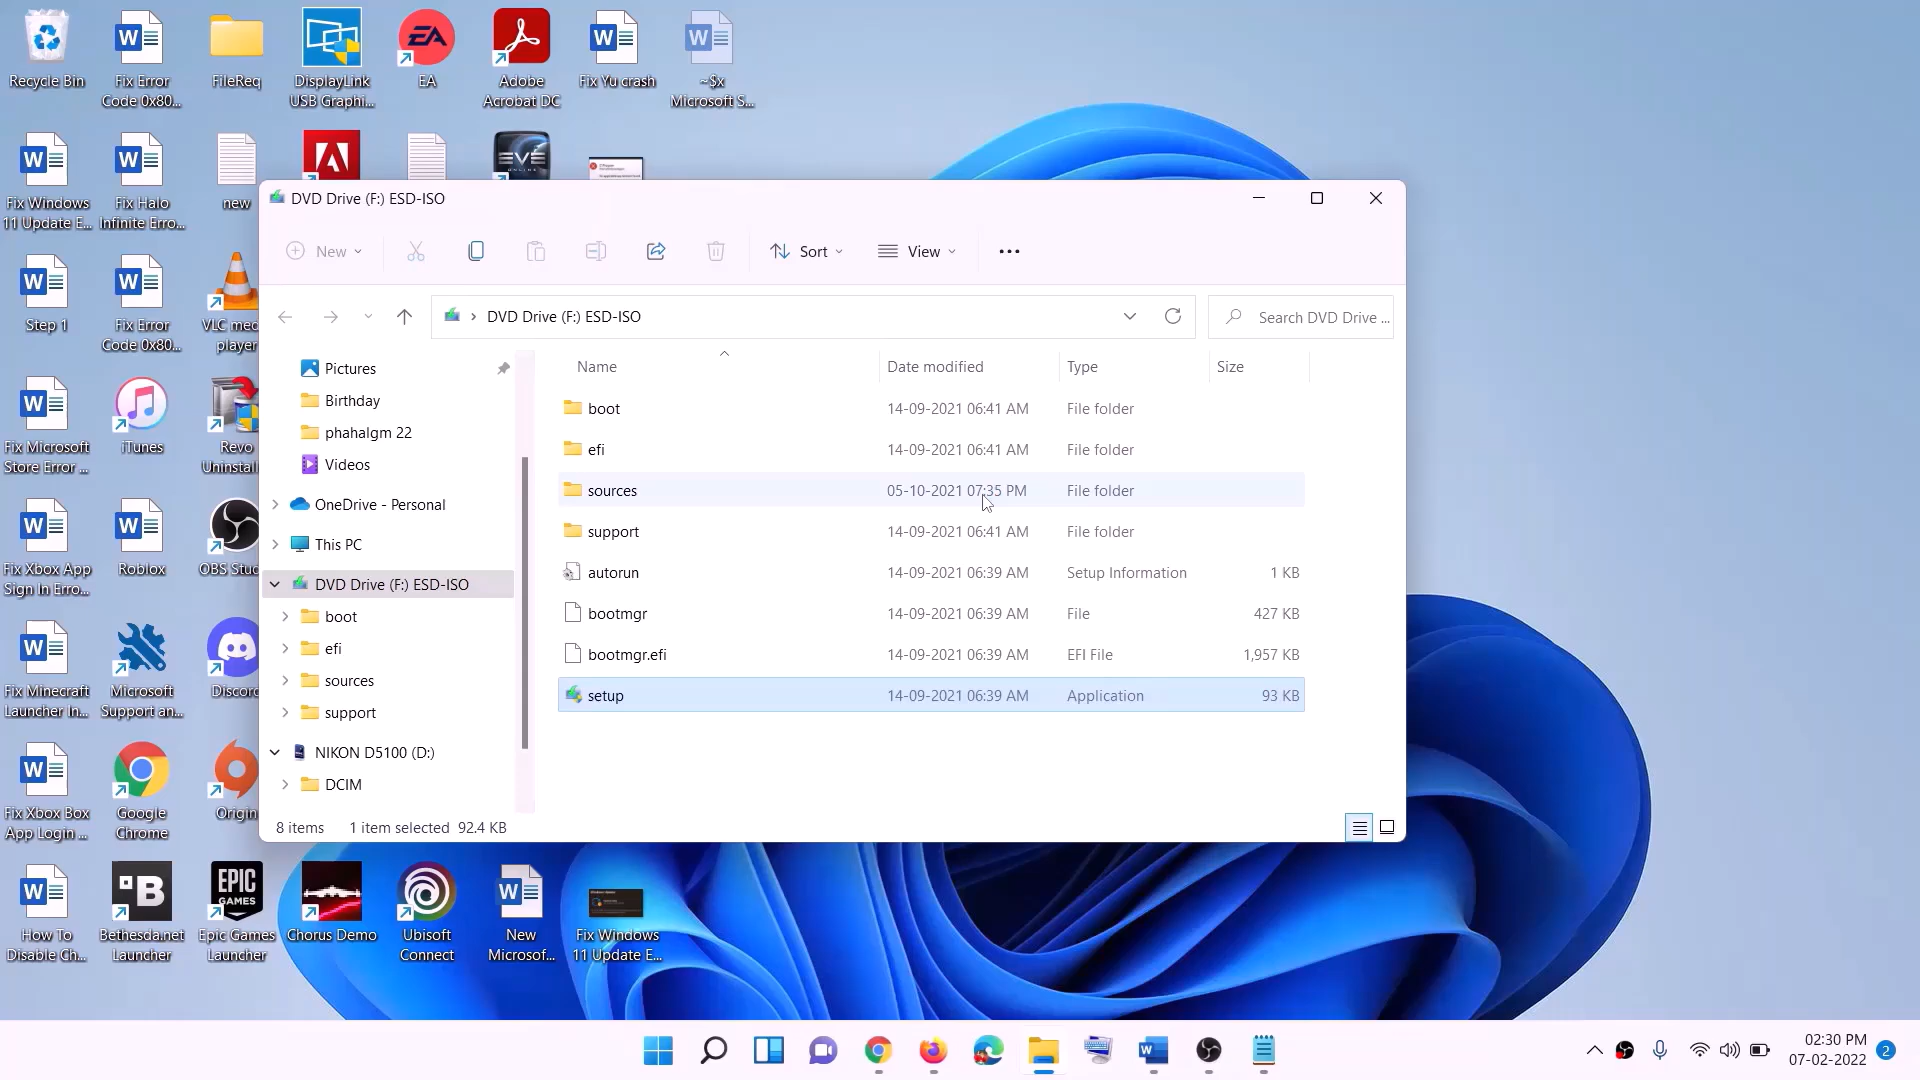 Recycle Bin
Fix Error
Code 0x80...
FileReq
DisplayLink
USB Graphi...
EA
EA
Adobe
Acrobat DC
Fix Yu crash
~$x
Microsoft S...
Fix Windows
11 Update E...
Fix Halo
Infinite Erro...
new
EVE
ONLINE
Step 1
Fix Error
Code 0x80...
VLC med
player
Fix Microsoft
Store Error ...
iTunes
Revo
Uninstall
Fix Xbox App
Sign In Erro...
Roblox
OBS Stud
Fix Minecraft
Launcher In...
Microsoft
Support an...
Discord
Fix Xbox Box
App Login ...
Google
Chrome
Origin
How To
Disable Ch...
B
Bethesda.net
Launcher
EPIC
GAMES
Epic Games
Launcher
Chorus Demo
Ubisoft
Connect
New
Microsof...
Fix Windows
11 Update E...
DVD Drive (F:) ESD-ISO
New
Sort
View
DVD Drive (F:) ESD-ISO
Search DVD Drive ...
Pictures
Birthday
phahalgm 22
Videos
OneDrive - Personal
This PC
DVD Drive (F:) ESD-ISO
boot
efi
sources
support
NIKON D5100 (D:)
DCIM
Name Date modified Type Size
boot 14-09-2021 06:41 AM File folder
efi 14-09-2021 06:41 AM File folder
sources 05-10-2021 07:35 PM File folder
support 14-09-2021 06:41 AM File folder
autorun 14-09-2021 06:39 AM Setup Information 1 KB
bootmgr 14-09-2021 06:39 AM File 427 KB
bootmgr.efi 14-09-2021 06:39 AM EFI File 1,957 KB
setup 14-09-2021 06:39 AM Application 93 KB
8 items 1 item selected 92.4 KB
02:30 PM
07-02-2022
2